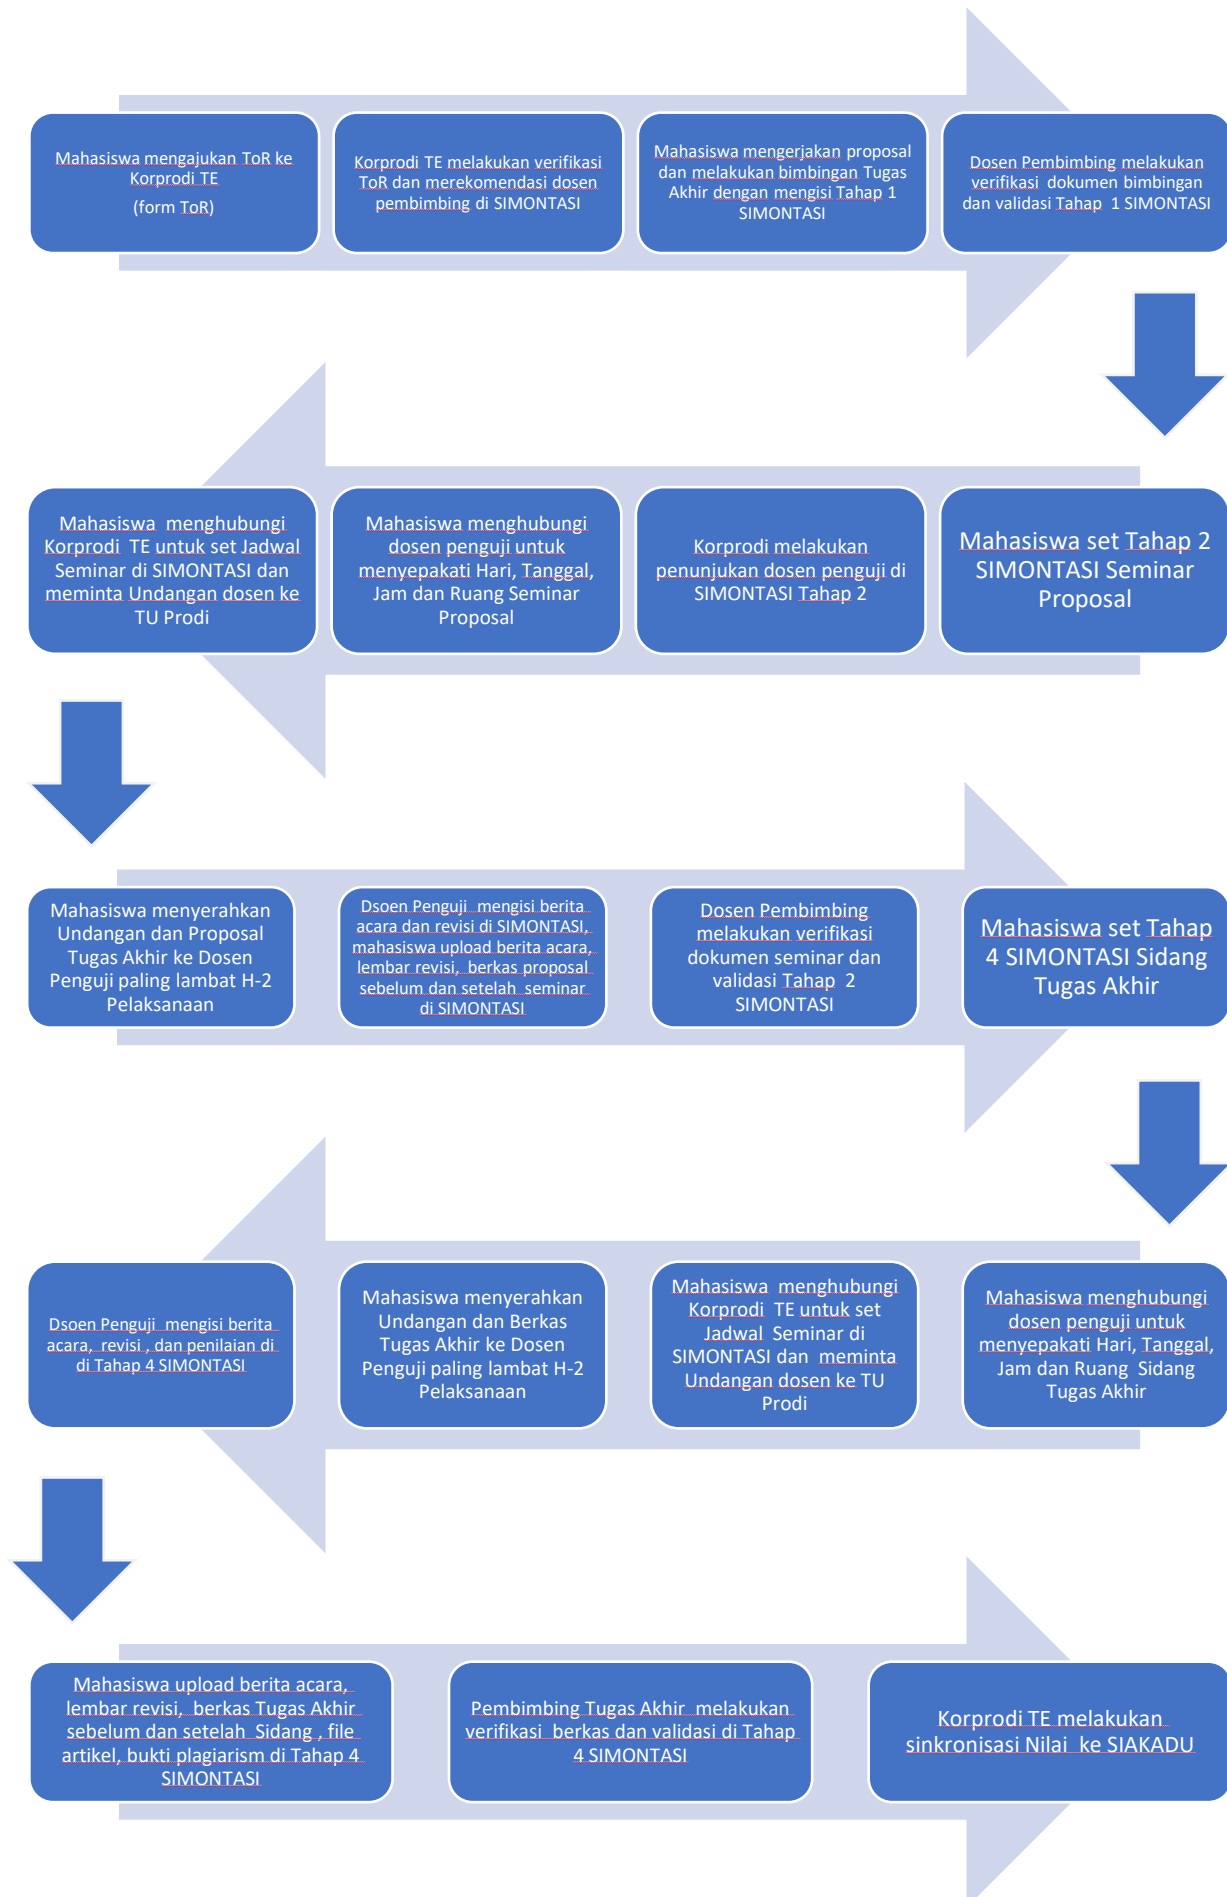 Mahasiswa mengajukan ToR ke
Korprodi TE
(form ToR)
Korprodi TE melakukan verifikasi
ToR dan merekomendasi dosen
pembimbing di SIMONTASI
Mahasiswa mengerjakan proposal
dan melakukan bimbingan Tugas
Akhir dengan mengisi Tahap 1
SIMONTASI
Dosen Pembimbing melakukan
verifikasi dokumen bimbingan
dan validasi Tahap 1 SIMONTASI
Mahasiswa set Tahap 2
SIMONTASI Seminar
Proposal
Korprodi melakukan
penunjukan dosen penguji di
SIMONTASI Tahap 2
Mahasiswa menghubungi
dosen penguji untuk
menyepakati Hari, Tanggal,
Jam dan Ruang Seminar
Proposal
Mahasiswa menghubungi
Korprodi TE untuk set Jadwal
Seminar di SIMONTASI dan
meminta Undangan dosen ke
TU Prodi
Mahasiswa menyerahkan
Undangan dan Proposal
Tugas Akhir ke Dosen
Penguji paling lambat H-2
Pelaksanaan
Dsoen Penguji mengisi berita
acara dan revisi di SIMONTASI,
mahasiswa upload berita acara,
lembar revisi, berkas proposal
sebelum dan setelah seminar
di SIMONTASI
Dosen Pembimbing
melakukan verifikasi
dokumen seminar dan
validasi Tahap 2
SIMONTASI
Mahasiswa set Tahap
4 SIMONTASI Sidang
Tugas Akhir
Mahasiswa menghubungi
dosen penguji untuk
menyepakati Hari, Tanggal,
Jam dan Ruang Sidang
Tugas Akhir
Mahasiswa menghubungi
Korprodi TE untuk set
Jadwal Seminar di
SIMONTASI dan meminta
Undangan dosen ke TU
Prodi
Mahasiswa menyerahkan
Undangan dan Berkas
Tugas Akhir ke Dosen
Penguji paling lambat H-2
Pelaksanaan
Dsoen Penguji mengisi berita
acara, revisi , dan penilaian di
di Tahap 4 SIMONTASI
Mahasiswa upload berita acara,
lembar revisi, berkas Tugas Akhir
sebelum dan setelah Sidang , file
artikel, bukti plagiarism di Tahap 4
SIMONTASI
Pembimbing Tugas Akhir melakukan
verifikasi berkas dan validasi di Tahap
4 SIMONTASI
Korprodi TE melakukan
sinkronisasi Nilai ke SIAKADU